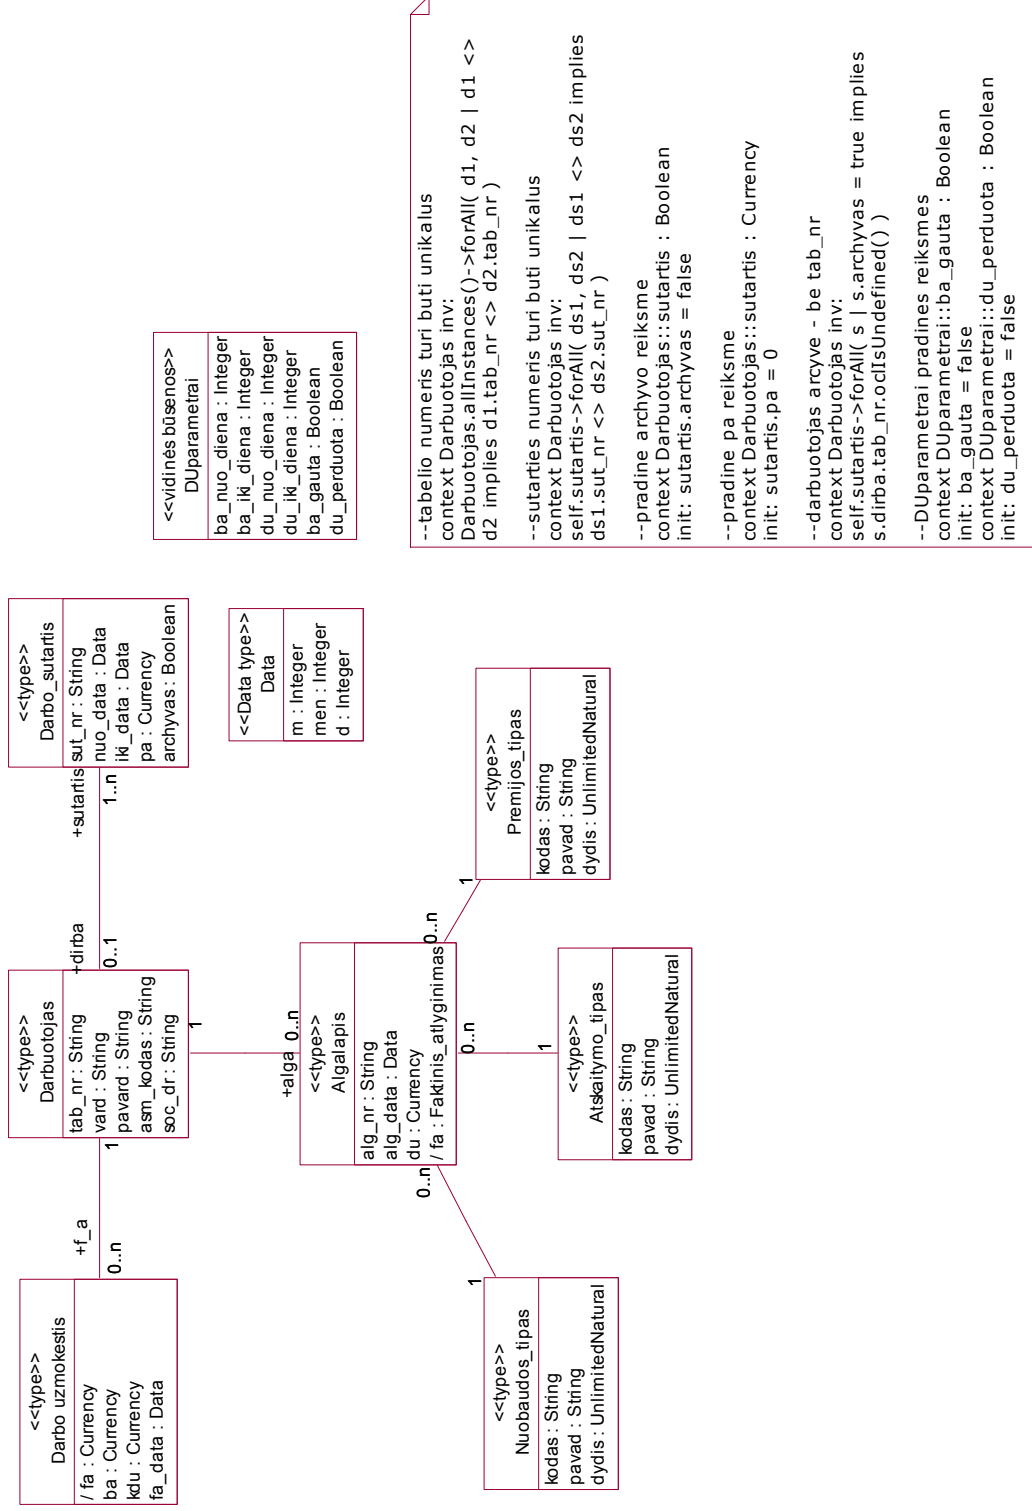 <<type>>
Darbo uzmokestis
/ fa : Currency
ba : Currency
kdu : Currency
fa_data : Data
+f_a
0..n
1
<<type>>
Darbuotojas
tab_nr : String
vard : String
pavard : String
asm_kodas : String
soc_dr : String
+dirba
0..1
+sutartis
1..n
<<type>>
Darbo_sutartis
sut_nr : String
nuo_data : Data
iki_data : Data
pa : Currency
archyvas : Boolean
1
+alga
0..n
<<type>>
Algalapis
alg_nr : String
alg_data : Data
du : Currency
/ fa : Faktinis_atlyginimas
0..n
1
0..n
1
0..n
1
<<Data type>>
Data
m : Integer
men : Integer
d : Integer
<<type>>
Nuobaudos_tipas
kodas : String
pavad : String
dydis : UnlimitedNatural
<<type>>
Atskaitymo_tipas
kodas : String
pavad : String
dydis : UnlimitedNatural
<<type>>
Premijos_tipas
kodas : String
pavad : String
dydis : UnlimitedNatural
<<vidinės būsenos>>
DUparametrai
ba_nuo_diena : Integer
ba_iki_diena : Integer
du_nuo_diena : Integer
du_iki_diena : Integer
ba_gauta : Boolean
du_perduota : Boolean
--tabelio numeris turi buti unikalus
context Darbuotojas inv:
Darbuotojas.allInstances()->forAll( d1, d2 | d1 <>
d2 implies d1.tab_nr <> d2.tab_nr )
--sutarties numeris turi buti unikalus
context Darbuotojas inv:
self.sutartis->forAll( ds1, ds2 | ds1 <> ds2 implies
ds1.sut_nr <> ds2.sut_nr )
--pradine archyvo reiksme
context Darbuotojas::sutartis : Boolean
init: sutartis.archyvas = false
--pradine pa reiksme
context Darbuotojas::sutartis : Currency
init: sutartis.pa = 0
--darbuotojas arcyve - be tab_nr
context Darbuotojas inv:
self.sutartis->forAll( s | s.archyvas = true implies
s.dirba.tab_nr.oclIsUndefined() )
--DUparametrai pradines reiksmes
context DUparametrai::ba_gauta : Boolean
init: ba_gauta = false
context DUparametrai::du_perduota : Boolean
init: du_perduota = false